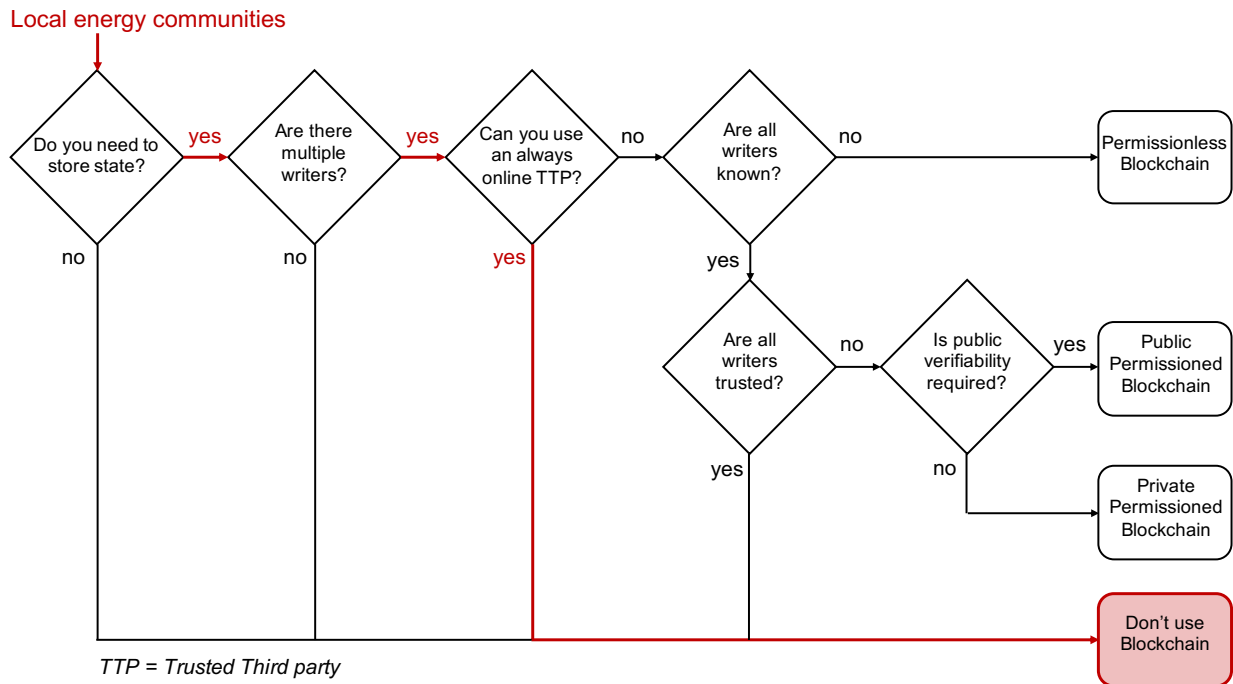 Local energy communities
Do you need to
store state?
yes
Are there
multiple
writers?
yes
Can you use
an always
online TTP?
no
Are all
writers
known?
no
Permissionless
Blockchain
no
no
yes
yes
Are all
writers
trusted?
no
Is public
verifiability
required?
yes
Public
Permissioned
Blockchain
yes
no
Private
Permissioned
Blockchain
Don't use
Blockchain
TTP = Trusted Third party